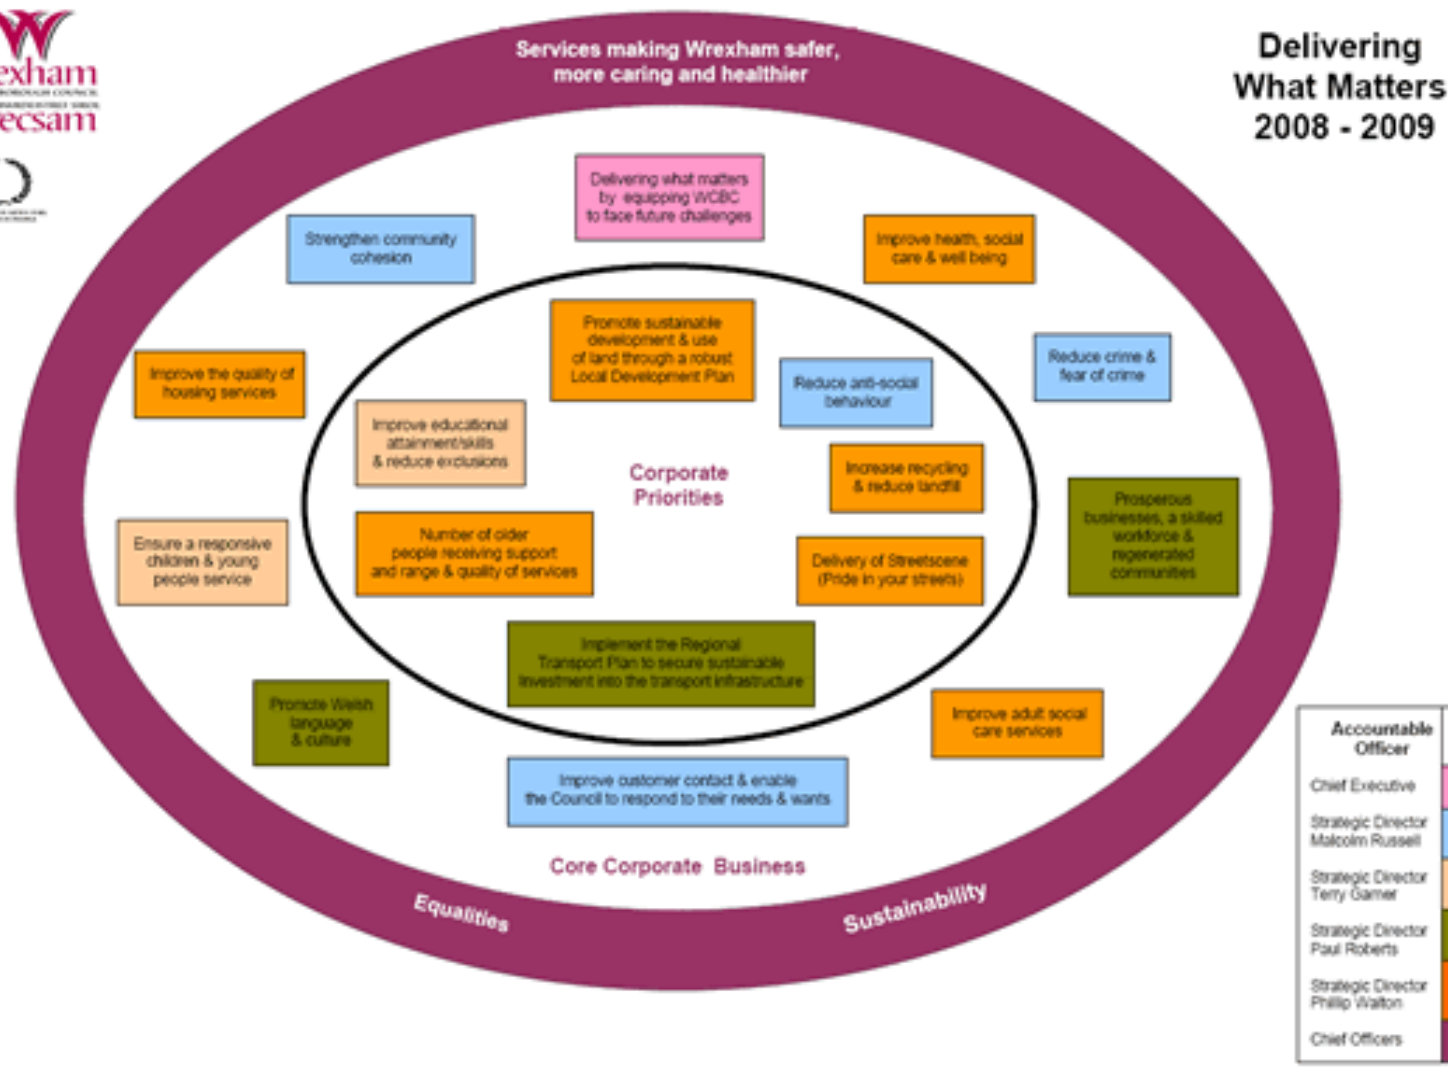 exham
BOROUGH COUNCIL
ecsam
Services making Wrexham safer,
more caring and healthier
Delivering
What Matters
2008 - 2009
Delivering what matters
by equipping WCBC
to face future challenges
Strengthen community
cohesion
Improve health, social
care & well being
Promote sustainable
development & use
of land through a robust
Local Development Plan
Reduce crime &
fear of crime
Improve the quality of
housing services
Reduce anti-social
behaviour
Improve educational
attainment/skills
& reduce exclusions
Corporate
Priorities
Increase recycling
& reduce landfill
Prosperous
businesses, a skilled
workforce &
regenerated
communities
Ensure a responsive
children & young
people service
Number of older
people receiving support
and range & quality of services
Delivery of Streetscene
(Pride in your streets)
Implement the Regional
Transport Plan to secure sustainable
investment into the transport infrastructure
Promote Welsh
language
& culture
Improve adult social
care services
Improve customer contact & enable
the Council to respond to their needs & wants
Core Corporate Business
Equalities
Sustainability
Accountable
Officer
Chief Executive
Strategic Director
Malcolm Russell
Strategic Director
Terry Garner
Strategic Director
Paul Roberts
Strategic Director
Phillip Walton
Chief Officers